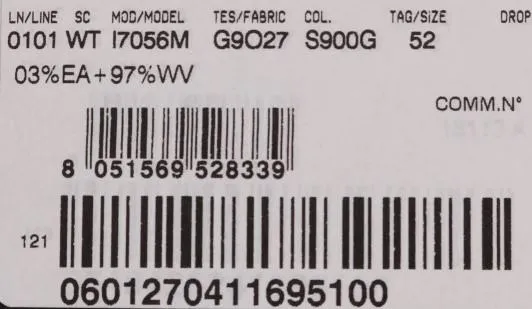 LN/LINE SC MOD/MODEL TES/FABRIC COL. TAG/SIZE DROP
0101 WT I7056M G9O27 S900G 52
03%EA+97%WV
COMM.N°
8 051569 528339
121
0601270411695100